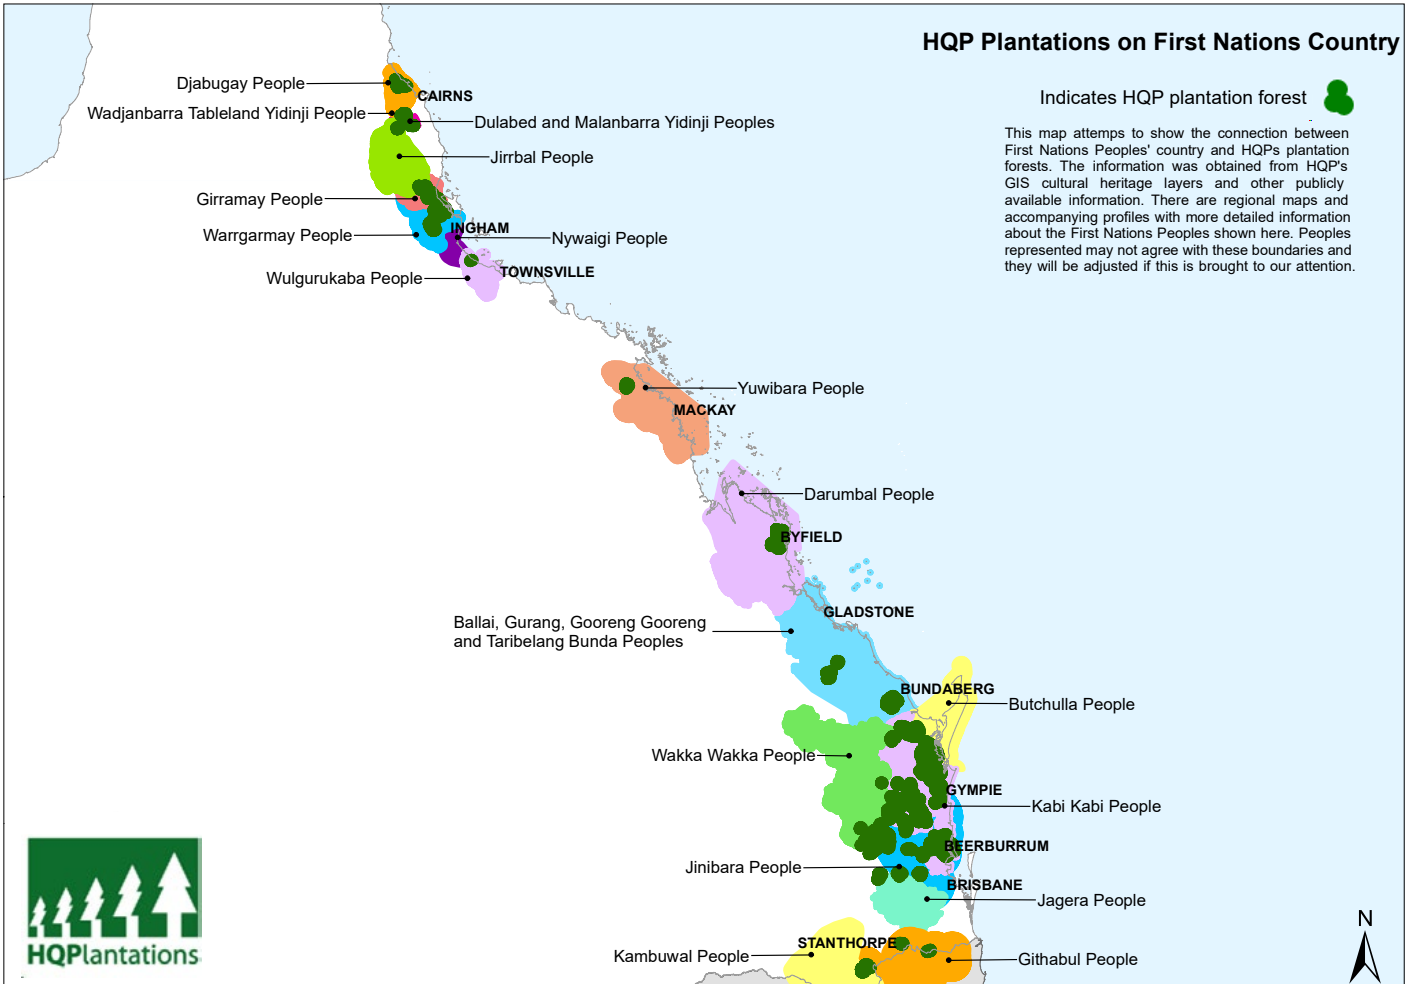 HQP Plantations on First Nations Country
Indicates HQP plantation forest
This map attemps to show the connection between
First Nations Peoples' country and HQPs plantation
forests. The information was obtained from HQP's
GIS cultural heritage layers and other publicly
available information. There are regional maps and
accompanying profiles with more detailed information
about the First Nations Peoples shown here. Peoples
represented may not agree with these boundaries and
they will be adjusted if this is brought to our attention.
Djabugay People
CAIRNS
Wadjanbarra Tableland Yidinji People
Dulabed and Malanbarra Yidinji Peoples
Jirrbal People
Girramay People
INGHAM
Warrgarmay People
Nywaigi People
TOWNSVILLE
Wulgurukaba People
Yuwibara People
MACKAY
Darumbal People
BYFIELD
GLADSTONE
Ballai, Gurang, Gooreng Gooreng
and Taribelang Bunda Peoples
BUNDABERG
Butchulla People
Wakka Wakka People
GYMPIE
Kabi Kabi People
BEERBURRUM
Jinibara People
BRISBANE
Jagera People
STANTHORPE
Kambuwal People
Githabul People
HQPlantations
N